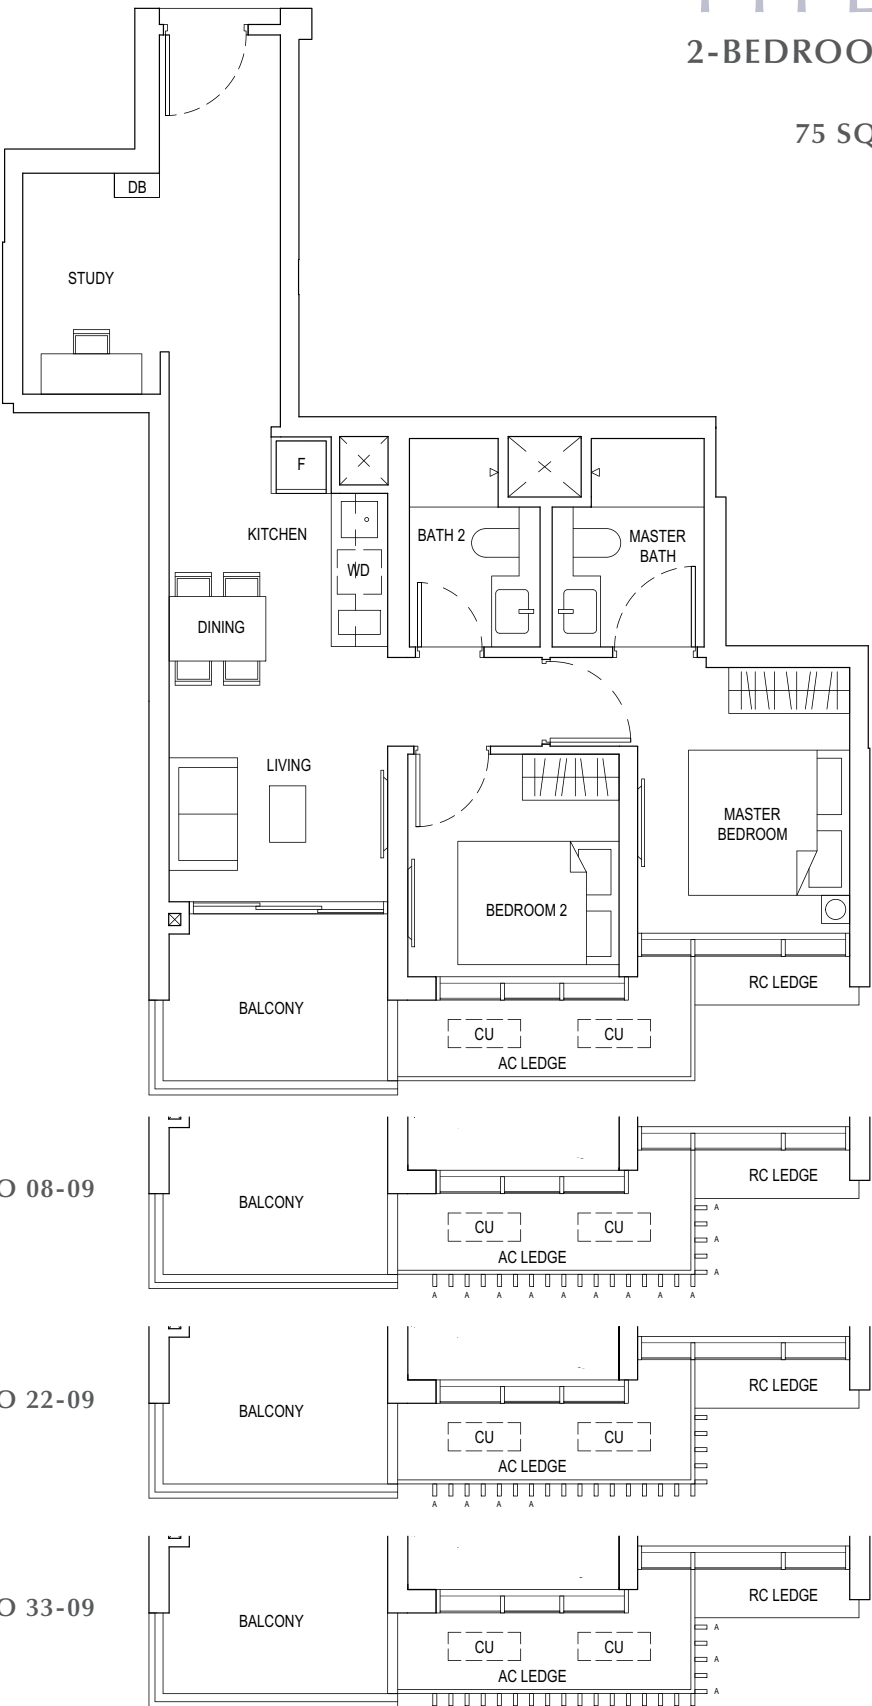 2-BEDROO
75 SQ
DB
STUDY
F
KITCHEN
BATH 2
MASTER
BATH
WD
DINING
LIVING
MASTER
BEDROOM
BEDROOM 2
BALCONY
RC LEDGE
CU
CU
AC LEDGE
O 08-09
BALCONY
RC LEDGE
CU
CU
AC LEDGE
A
A
A
A A A A A A A A A
O 22-09
BALCONY
RC LEDGE
CU
CU
AC LEDGE
A A A A
O 33-09
BALCONY
RC LEDGE
CU
CU
AC LEDGE
A
A
A